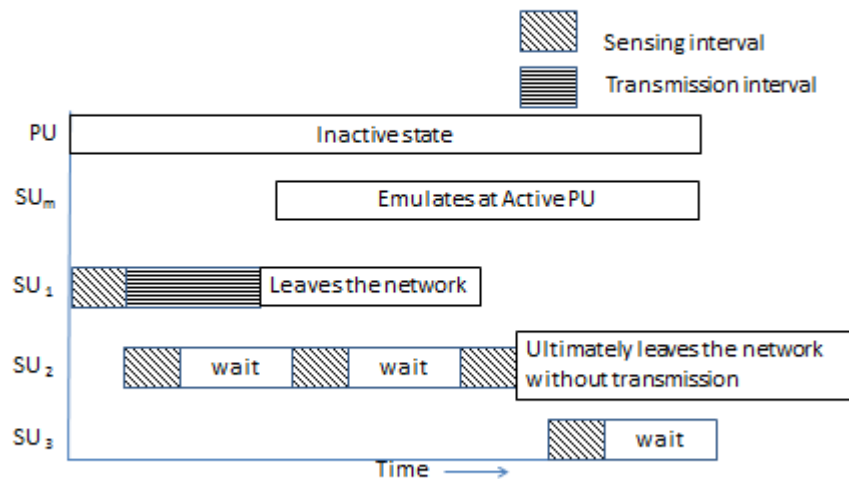 Sensing interval
Transmission interval
PU
Inactive state
SUm
Emulates at Active PU
SU1
Leaves the network
SU2
wait
wait
Ultimately leaves the network
without transmission
SU3
wait
Time